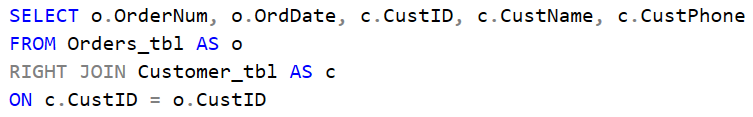 SELECT o.OrderNum, o.OrdDate, c.CustID, c.CustName, c.CustPhone
FROM Orders_tbl AS o
RIGHT JOIN Customer_tbl AS c
ON c.CustID = o.CustID